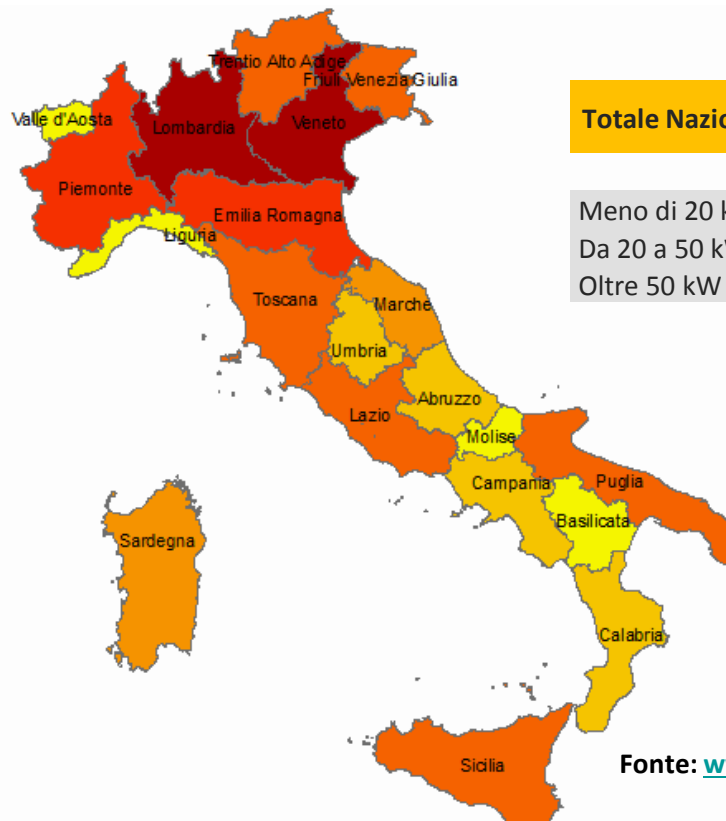 Trentio Alto Adige
Friuli Venezia Giulia
Valle d'Aosta
Lombardia
Veneto
Totale Nazio
Piemonte
Emilia Romagna
Meno di 20 k
Liguria
Da 20 a 50 k
Oltre 50 kW
Toscana
Marche
Umbria
Abruzzo
Lazio
Molise
Campania
Puglia
Basilicata
Sardegna
Calabria
Sicilia
Fonte: w